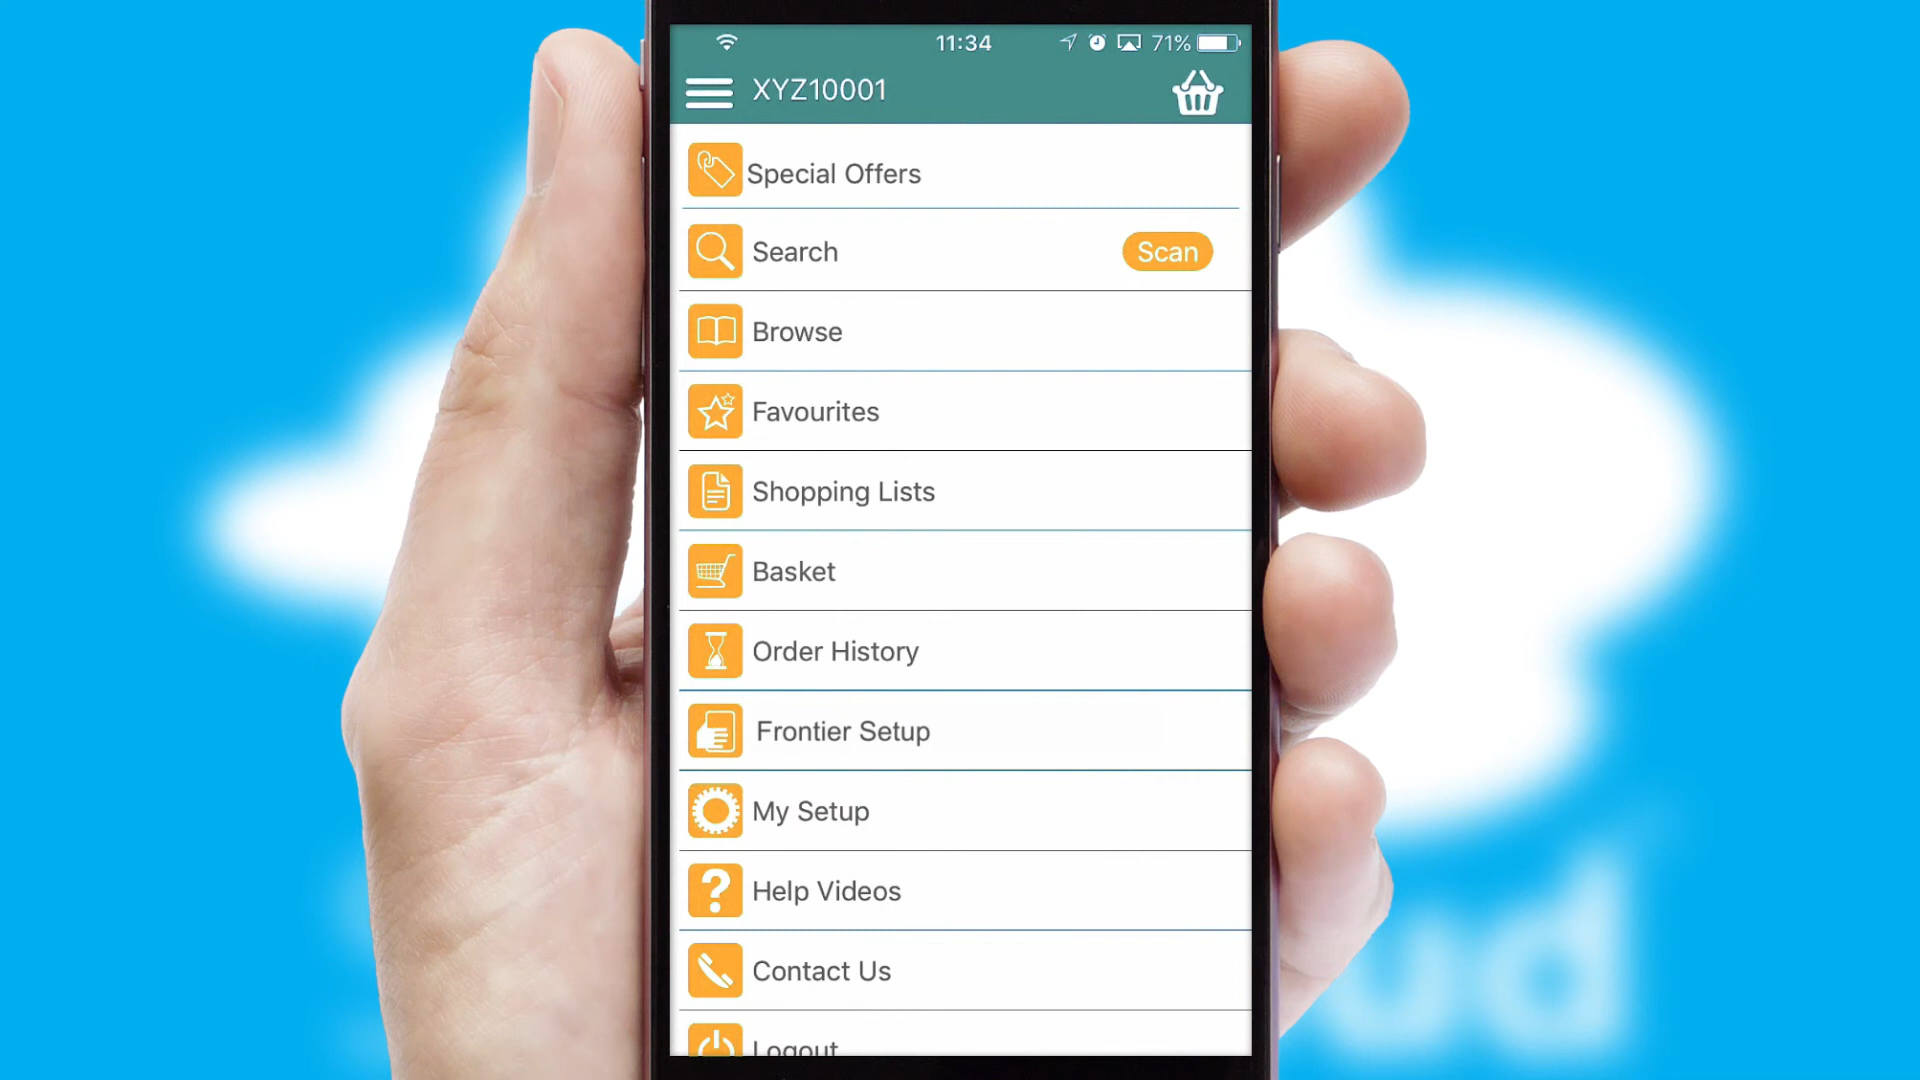 11:34 71%
XYZ10001
Special Offers
Search Scan
Browse
Favourites
Shopping Lists
Basket
Order History
Frontier Setup
My Setup
Help Videos
Contact Us
Logout
ud